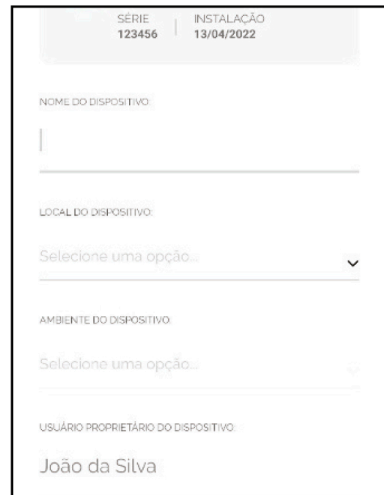 SÉRIE INSTALAÇÃO
123456 13/04/2022
NOME DO DISPOSITIVO:
LOCAL DO DISPOSITIVO:
Selecione uma opção...
AMBIENTE DO DISPOSITIVO:
Selecione uma opção...
USUÁRIO PROPRIETÁRIO DO DISPOSITIVO:
João da Silva